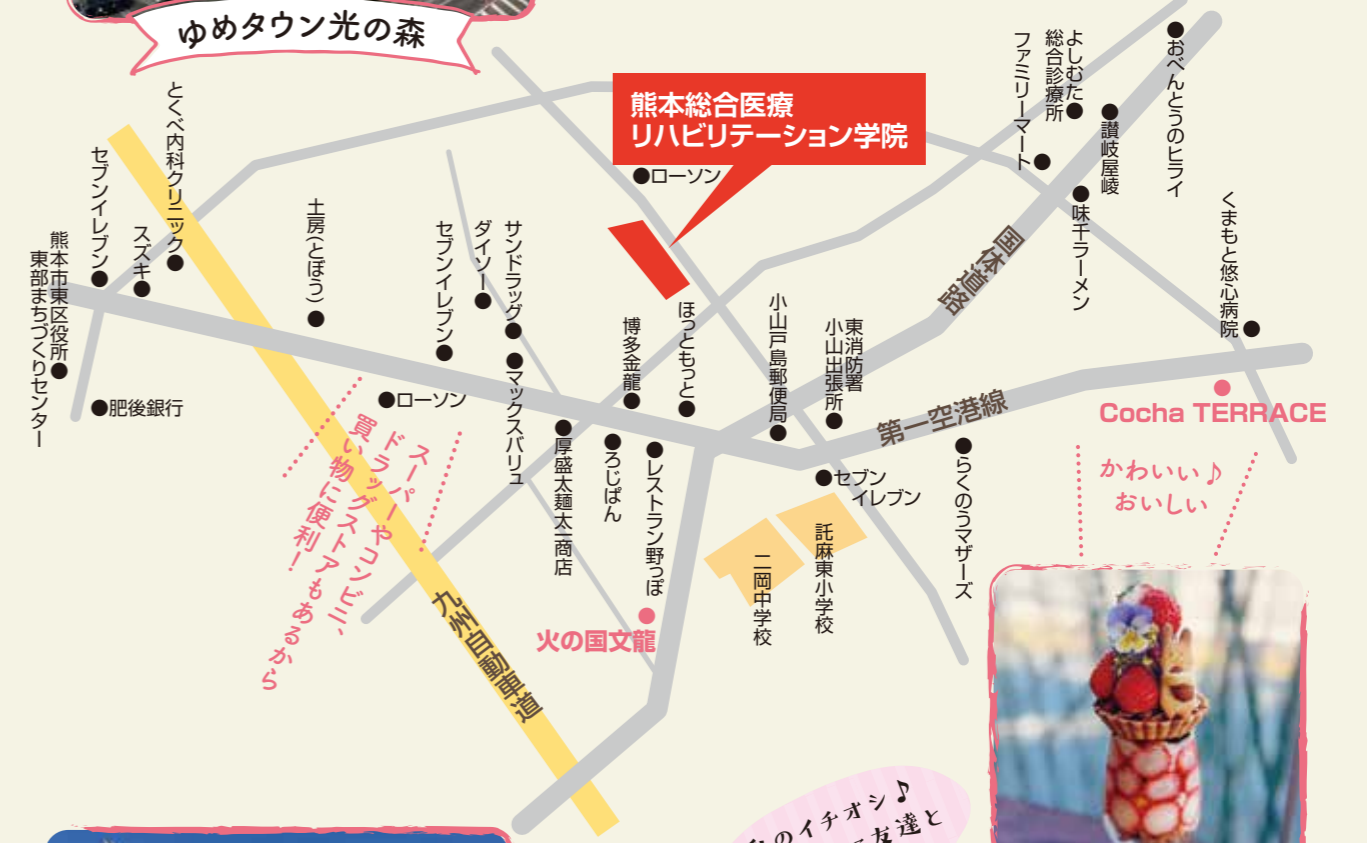 ゆめタウン光の森
熊本総合医療
リハビリテーション学院
おべんとうのヒライ
よしむた
総合診療所
ファミリーマート
讃岐屋崚
味千ラーメン
くまもと悠心病院
国体道路
ローソン
とくべ内科クリニック
セブンイレブン
スズキ
熊本市東区役所
東部まちづくりセンター
肥後銀行
土房(とぼう)
ローソン
セブンイレブン
ダイソー
サンドラッグ
マックスバリュ
博多金龍
ほっともっと
小山戸島郵便局
東消防署
小山出張所
第一空港線
Cocha TERRACE
かわいい♪
おいしい
厚盛太麺太一商店
ろじぱん
レストラン野っぽ
セブン
イレブン
らくのうマザーズ
託麻東小学校
二岡中学校
火の国文龍
九州自動車道
スーパーやコンビニ、
ドラッグストアもあるから
買い物に便利!
のイチオシ♪
友達と